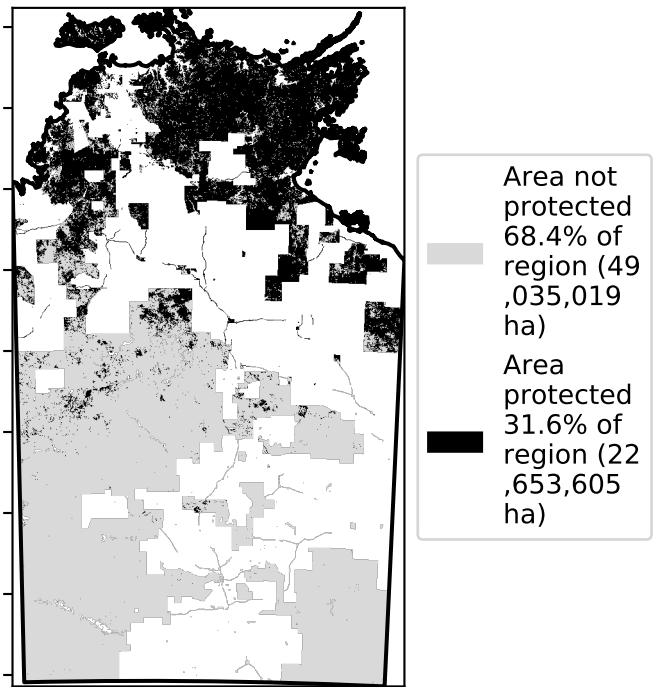 Area not
protected
68.4% of
region (49
,035,019
ha)
Area
protected
31.6% of
region (22
,653,605
ha)